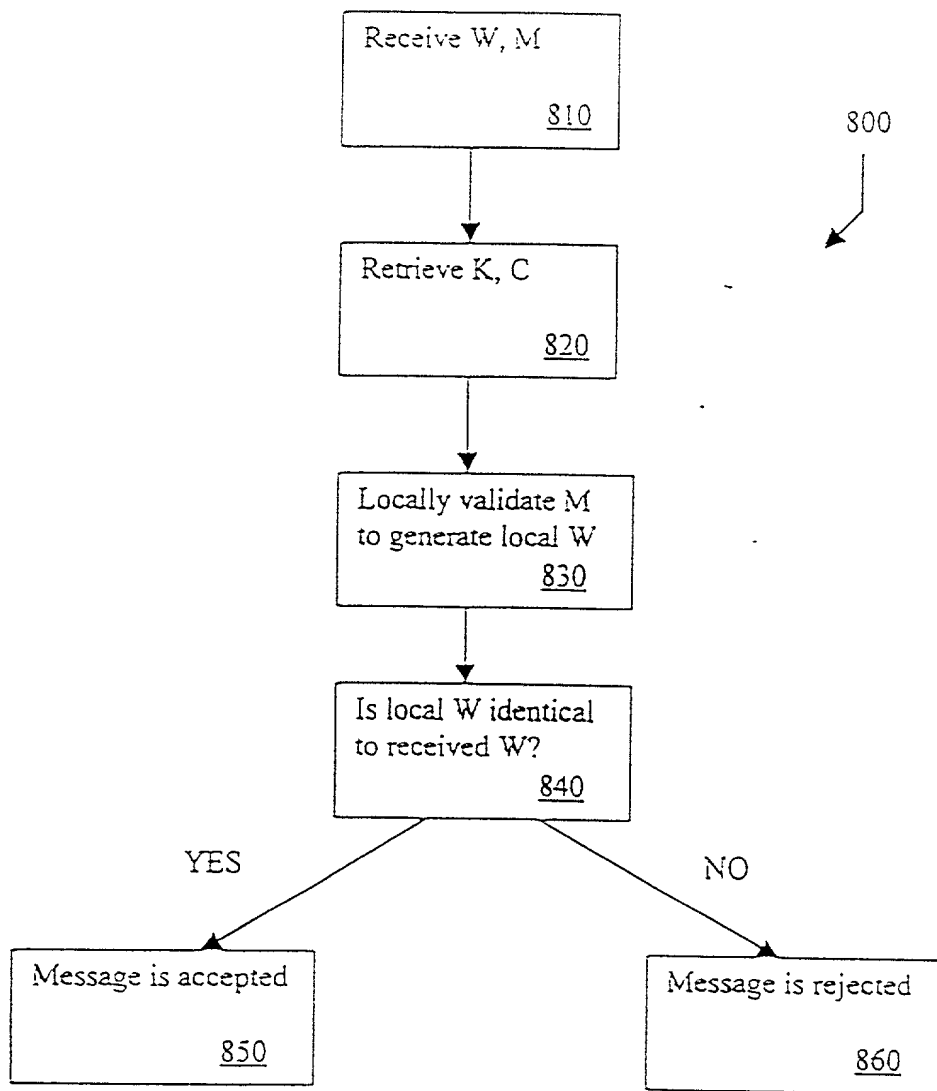 Receive W, M
810
800
Retrieve K, C
820
Locally validate M
to generate local W
830
Is local W identical
to received W?
840
YES
NO
Message is accepted
850
Message is rejected
860